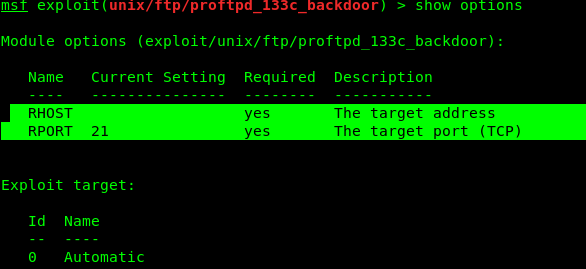 msf exploit(unix/ftp/proftpd_133c_backdoor) > show options
Module options (exploit/unix/ftp/proftpd_133c_backdoor):
Name Current Setting Required Description
---- --------------- -------- -----------
RHOST yes The target address
RPORT 21 yes The target port (TCP)
Exploit target:
Id Name
-- ----
0 Automatic